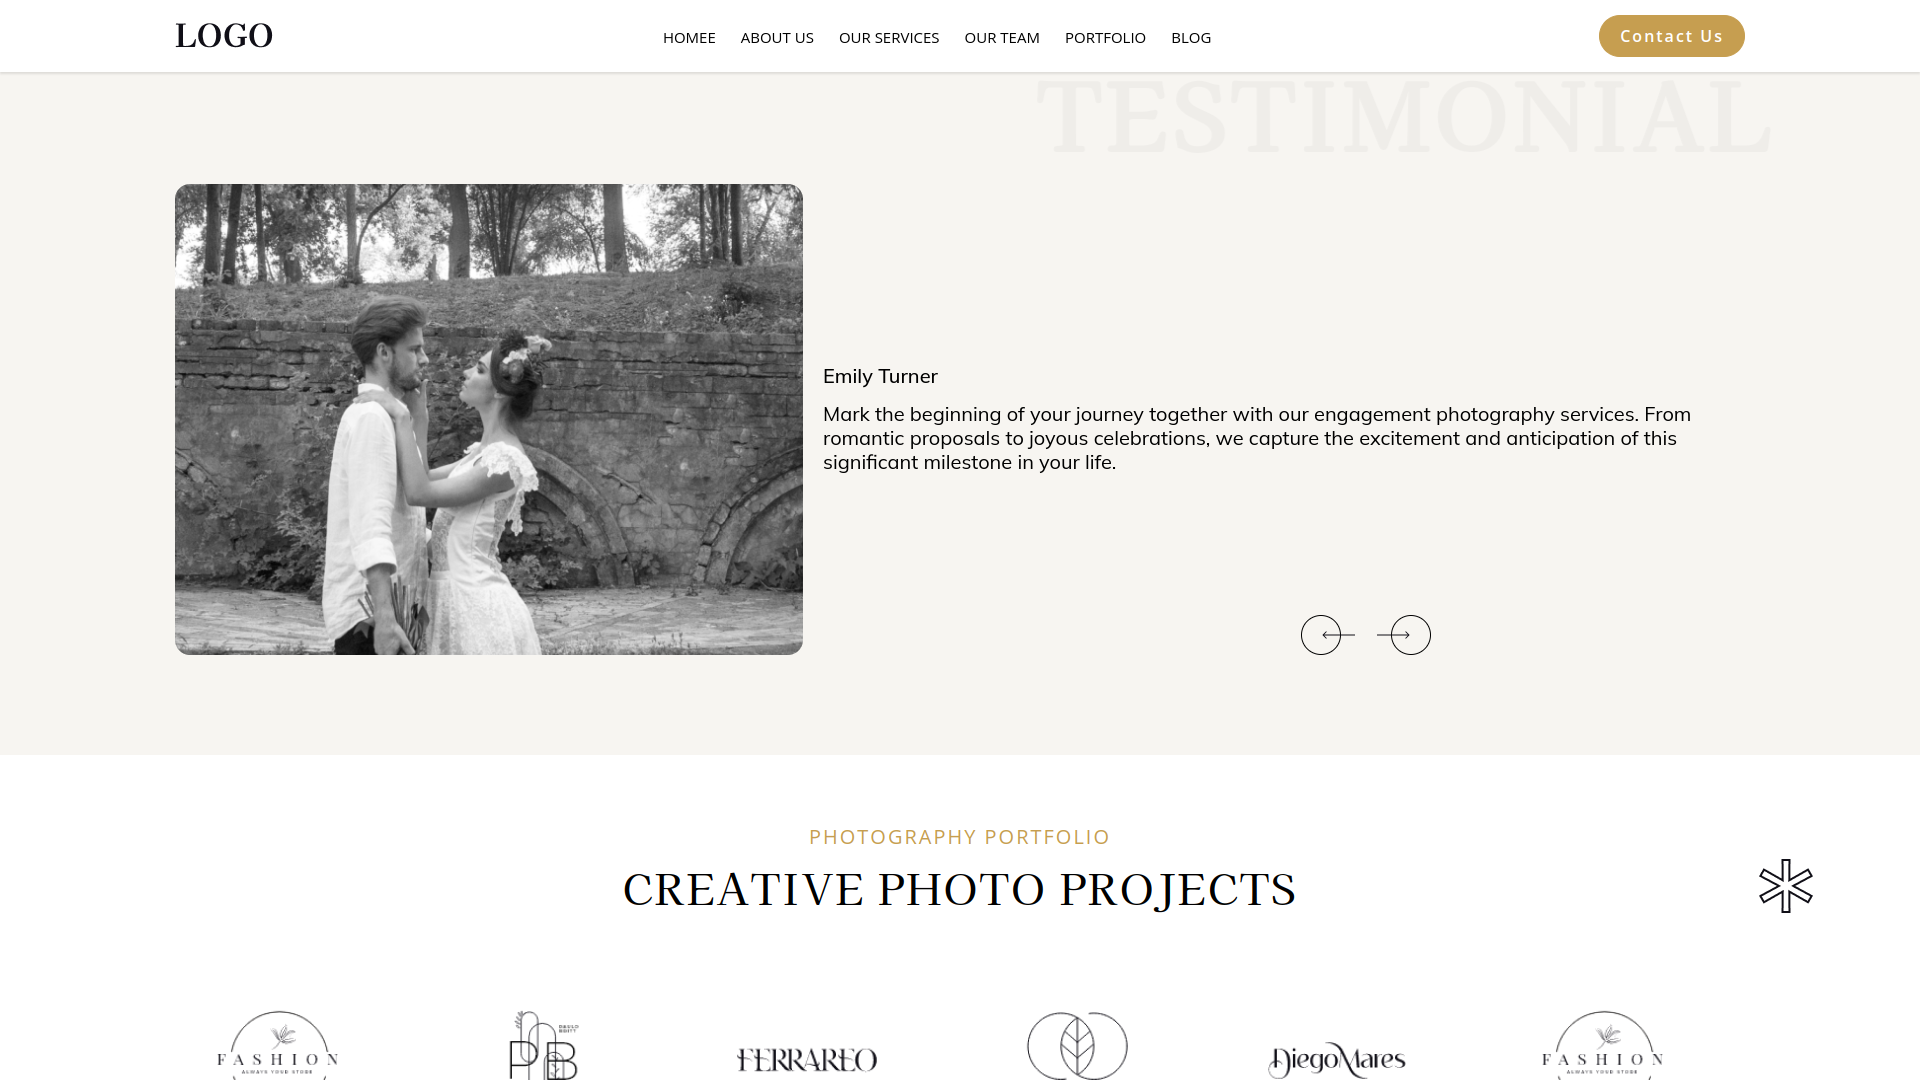 LOGO
HOMEE ABOUT US OUR SERVICES OUR TEAM PORTFOLIO BLOG
Contact Us
TESTIMONIAL
Emily Turner
Mark the beginning of your journey together with our engagement photography services. From
romantic proposals to joyous celebrations, we capture the excitement and anticipation of this
significant milestone in your life.
PHOTOGRAPHY PORTFOLIO
CREATIVE PHOTO PROJECTS
FASHION
ALWAYS YOUR STORE
PB
FERRAREO
DiegoMares
FASHION
ALWAYS YOUR STORE